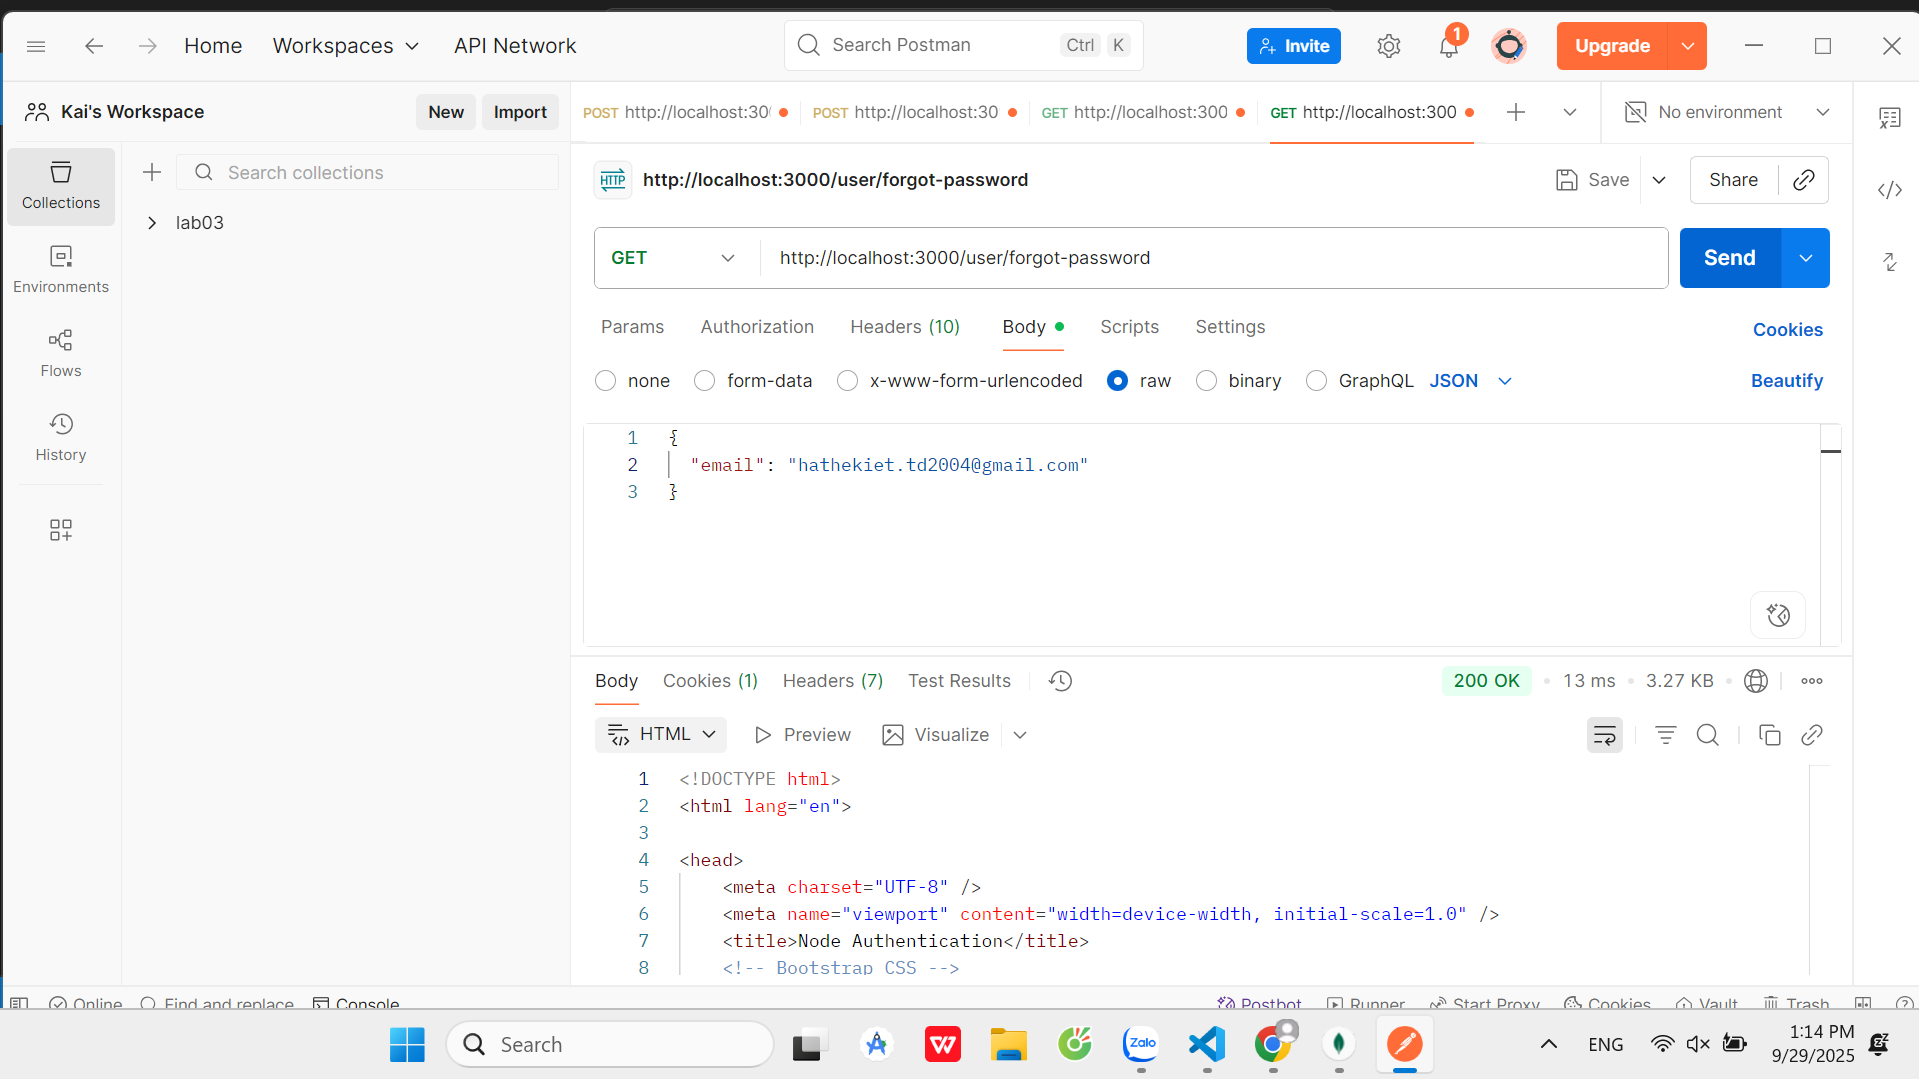 Home Workspaces API Network Search Postman Ctrl K Invite 1 Upgrade
Kai's Workspace New Import POST http://localhost:30 POST http://localhost:30 GET http://localhost:300 GET http://localhost:300 No environment
Collections
Search collections
lab03
Environments
Flows
History
HTTP http://localhost:3000/user/forgot-password Save Share
GET http://localhost:3000/user/forgot-password Send
Params Authorization Headers (10) Body Scripts Settings Cookies
none form-data x-www-form-urlencoded raw binary GraphQL JSON Beautify
1 {
2 "email": "hathekiet.td2004@gmail.com"
3 }
Body Cookies (1) Headers (7) Test Results 200 OK 13 ms 3.27 KB
HTML Preview Visualize
1 <!DOCTYPE html>
2 <html lang="en">
3
4 <head>
5 <meta charset="UTF-8" />
6 <meta name="viewport" content="width=device-width, initial-scale=1.0" />
7 <title>Node Authentication</title>
8 <!-- Bootstrap CSS -->
Online Find and replace Console Postbot Runner Start Proxy Cookies Vault Trash
Search Zalo ENG 1:14 PM
9/29/2025